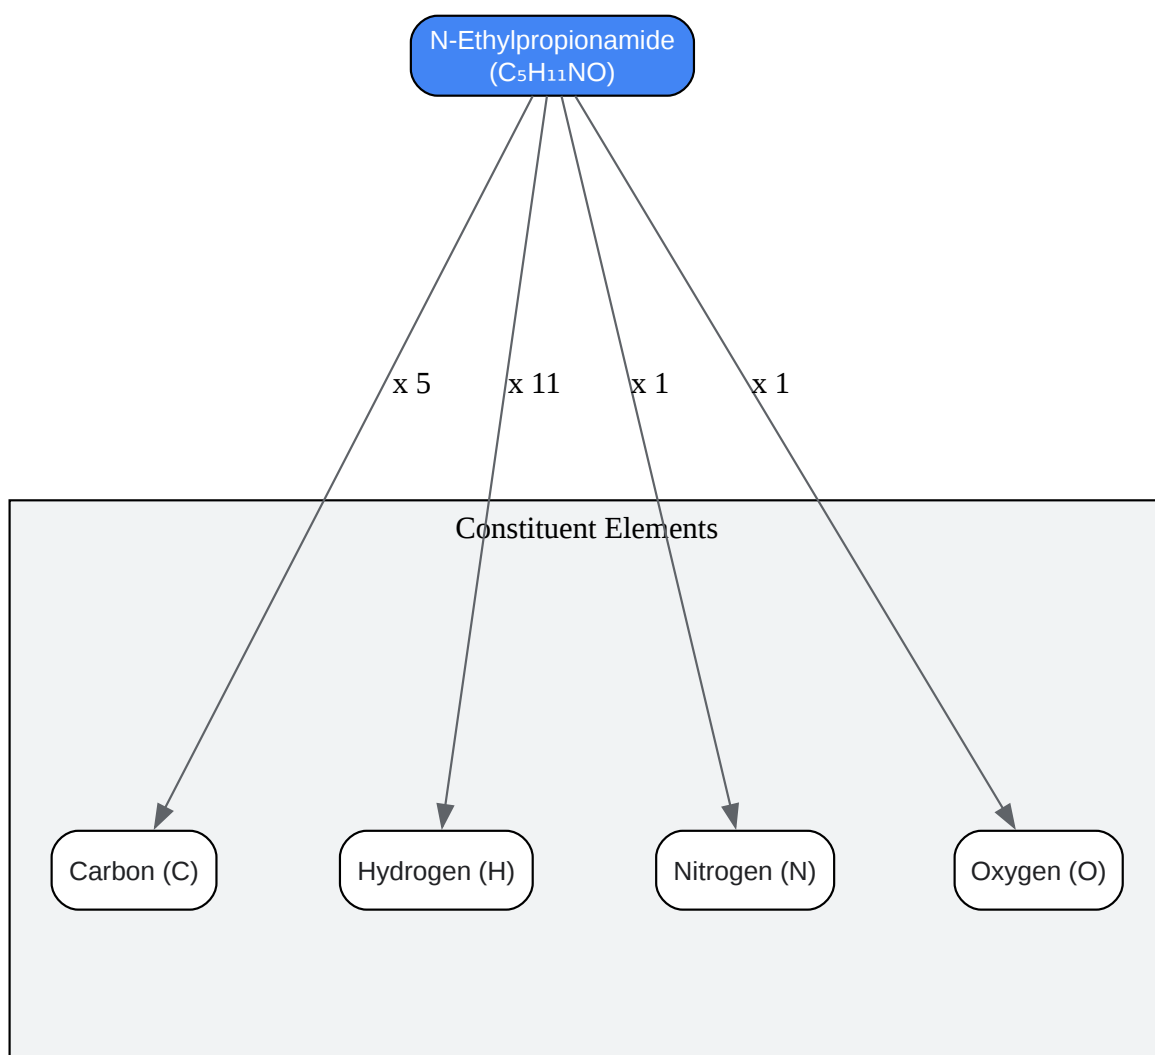 N-Ethylpropionamide
(C₅H₁₁NO)
x 5
x 11
x 1
x 1
Constituent Elements
Carbon (C)
Hydrogen (H)
Nitrogen (N)
Oxygen (O)